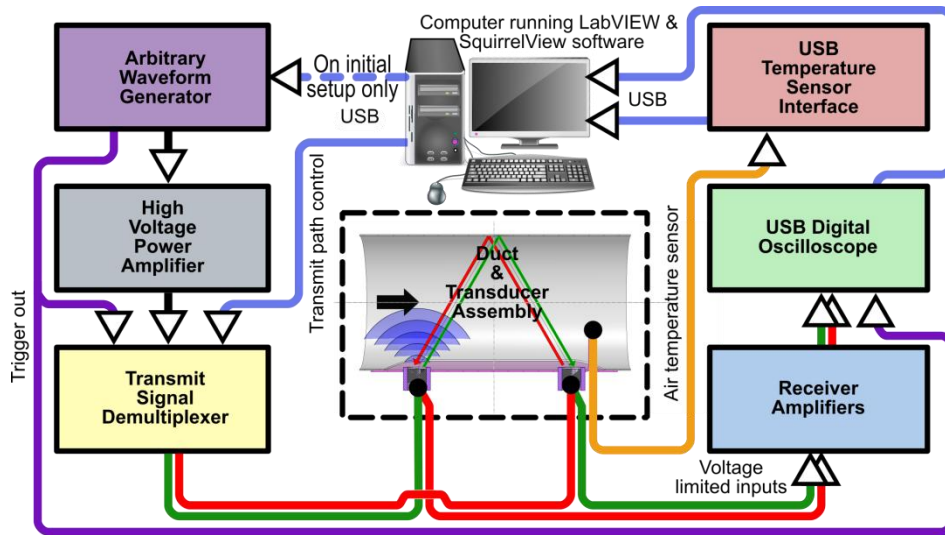 Arbitrary
Waveform
Generator
On initial
setup only
USB
Computer running LabVIEW &
SquirrelView software
USB
USB
Temperature
Sensor
Interface
High
Voltage
Power
Amplifier
Transmit path control
Duct
&
Transducer
Assembly
Air temperature sensor
USB Digital
Oscilloscope
Trigger out
Transmit
Signal
Demultiplexer
Receiver
Amplifiers
Voltage
limited inputs